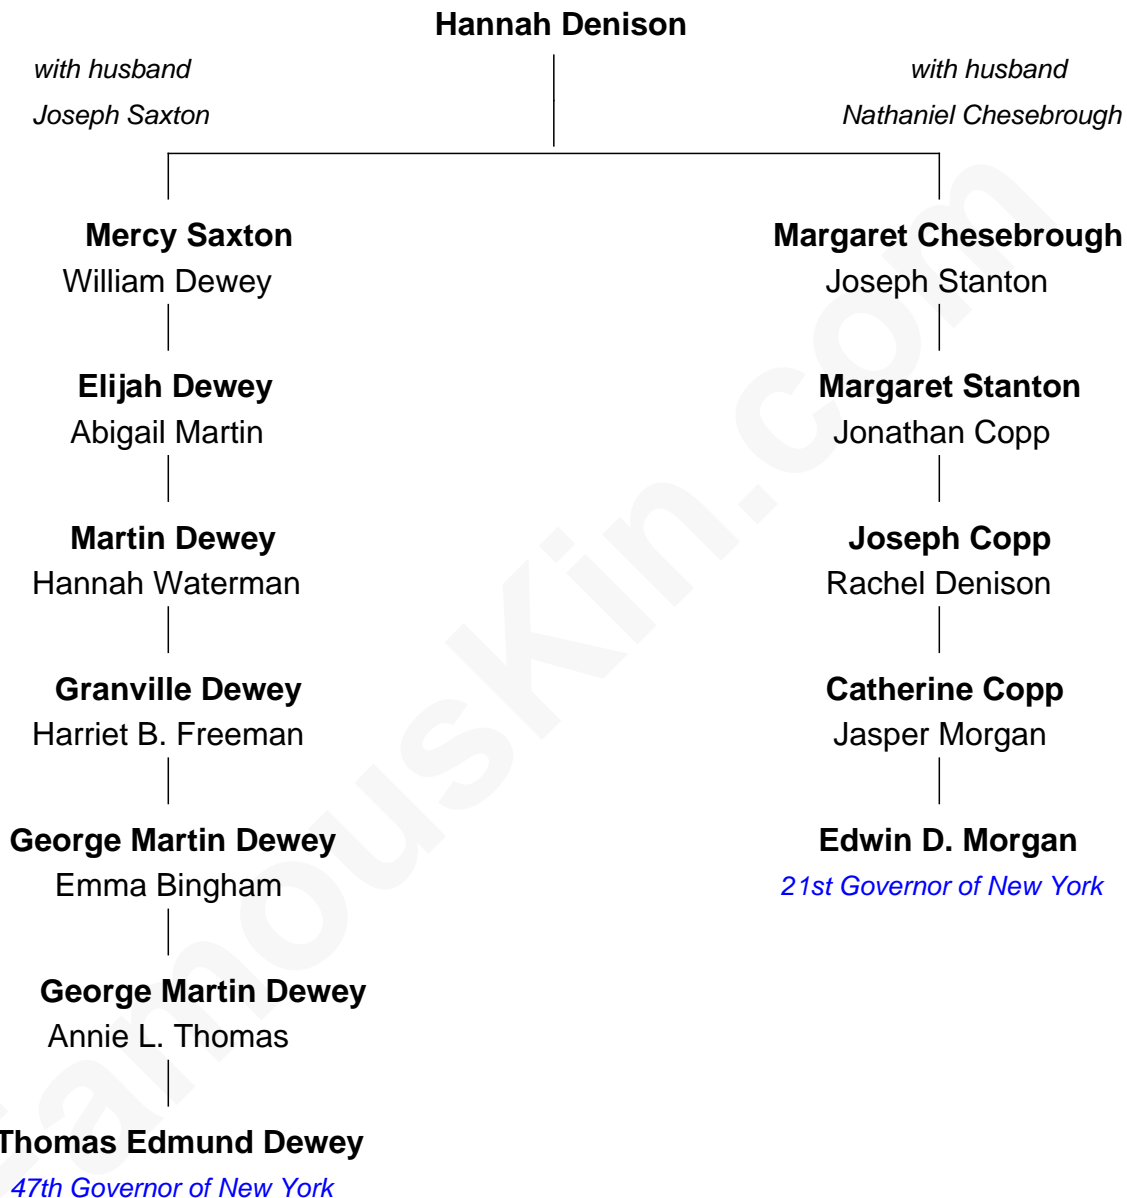 Hannah Denison
with husband
Joseph Saxton
with husband
Nathaniel Chesebrough
Mercy Saxton
William Dewey
Margaret Chesebrough
Joseph Stanton
Elijah Dewey
Abigail Martin
Margaret Stanton
Jonathan Copp
Martin Dewey
Hannah Waterman
Joseph Copp
Rachel Denison
Granville Dewey
Harriet B. Freeman
Catherine Copp
Jasper Morgan
George Martin Dewey
Emma Bingham
Edwin D. Morgan
21st Governor of New York
George Martin Dewey
Annie L. Thomas
Thomas Edmund Dewey
47th Governor of New York
FamousKin.com